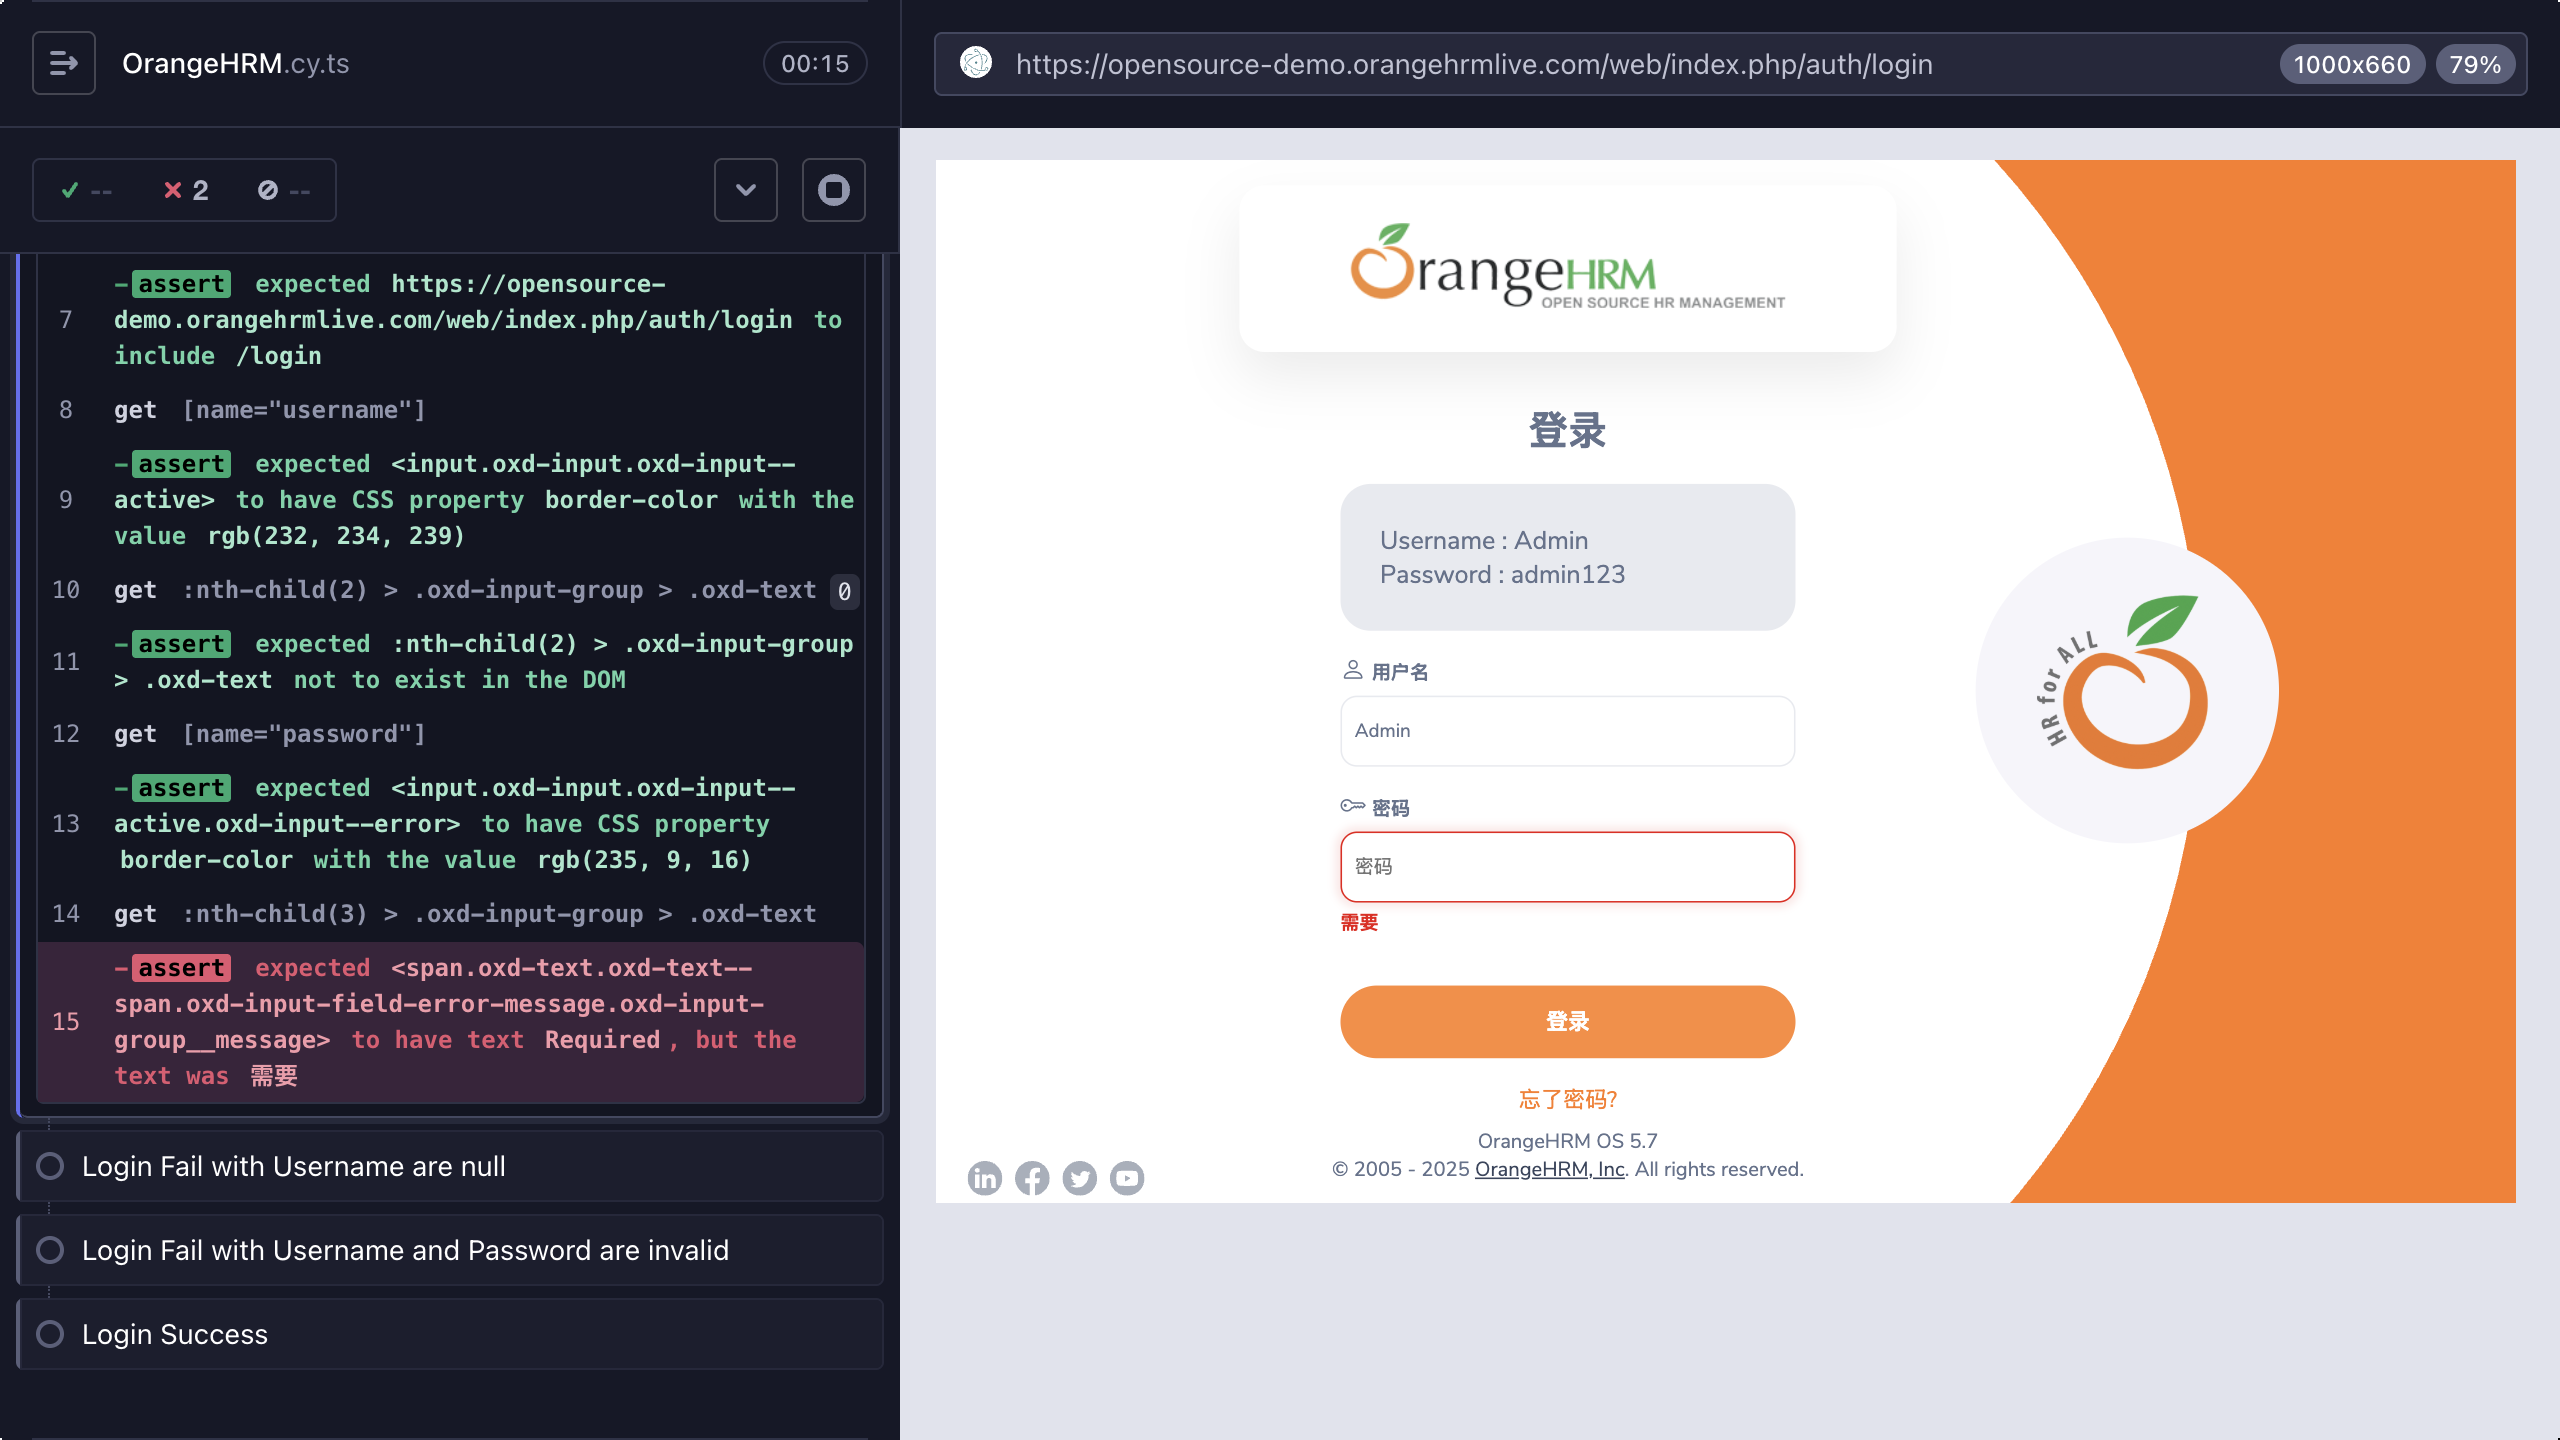 OrangeHRM.cy.ts
00:15
-- 2 --
7
-assert expected https://opensource-
demo.orangehrmlive.com/web/index.php/auth/login to
include /login
8 get [name="username"]
9
-assert expected <input.oxd-input.oxd-input--
active> to have CSS property border-color with the
value rgb(232, 234, 239)
10 get :nth-child(2) > .oxd-input-group > .oxd-text 0
11
-assert expected :nth-child(2) > .oxd-input-group
> .oxd-text not to exist in the DOM
12 get [name="password"]
13
-assert expected <input.oxd-input.oxd-input--
active.oxd-input--error> to have CSS property
border-color with the value rgb(235, 9, 16)
14 get :nth-child(3) > .oxd-input-group > .oxd-text
15
-assert expected <span.oxd-text.oxd-text--
span.oxd-input-field-error-message.oxd-input-
group__message> to have text Required, but the
text was 需要
Login Fail with Username are null
Login Fail with Username and Password are invalid
Login Success
https://opensource-demo.orangehrmlive.com/web/index.php/auth/login
1000x660 79%
OrangeHRM
OPEN SOURCE HR MANAGEMENT
登录
Username : Admin
Password : admin123
用户名
Admin
密码
密码
需要
登录
忘了密码?
OrangeHRM OS 5.7
© 2005 - 2025 OrangeHRM, Inc. All rights reserved.
HR for ALL